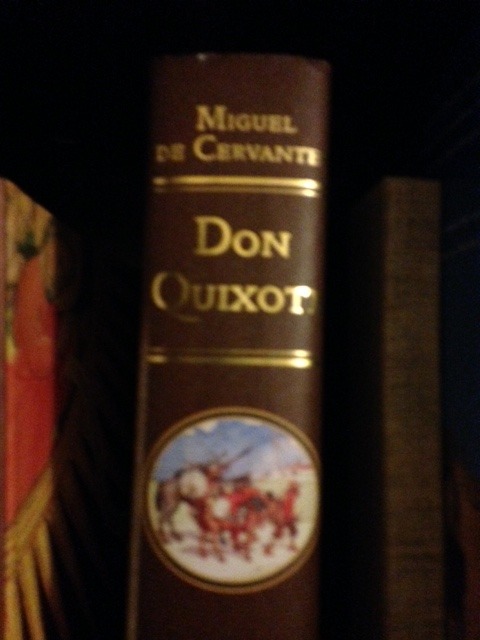 MIGUEL
DE CERVANTE
DON
QUIXOT